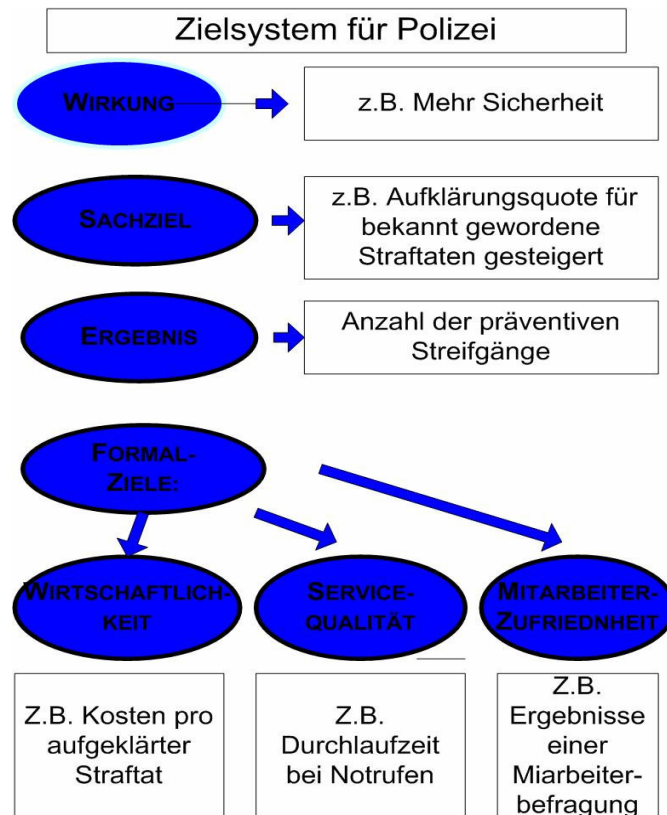 Zielsystem für Polizei
WIRKUNG
z.B. Mehr Sicherheit
SACHZIEL
z.B. Aufklärungsquote für
bekannt gewordene
Straftaten gesteigert
ERGEBNIS
Anzahl der präventiven
Streifgänge
FORMAL-
ZIELE:
WIRTSCHAFTLICH-
KEIT
SERVICE-
QUALITÄT
MITARBEITER-
ZUFRIEDNHEIT
Z.B. Kosten pro
aufgeklärter
Straftat
Z.B.
Durchlaufzeit
bei Notrufen
Z.B.
Ergebnisse
einer
Miarbeiter-
befragung